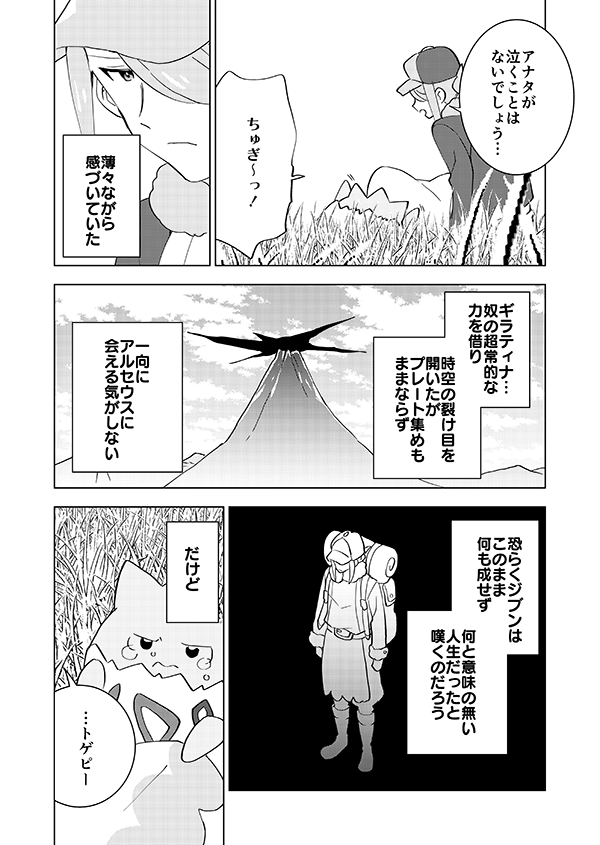 アナタが
泣くことは
ないでしょう…
ちゅぎ〜っ！
薄々ながら
感づいていた
ギラティナ…
奴の超常的な
力を借り
時空の裂け目を
開いたが
プレート集めも
ままならず
一向に
アルセウスに
会える気がしない
恐らくジブンは
このまま
何も成せず
何と意味の無い
人生だったと
嘆くのだろう
だけど
…トゲピー